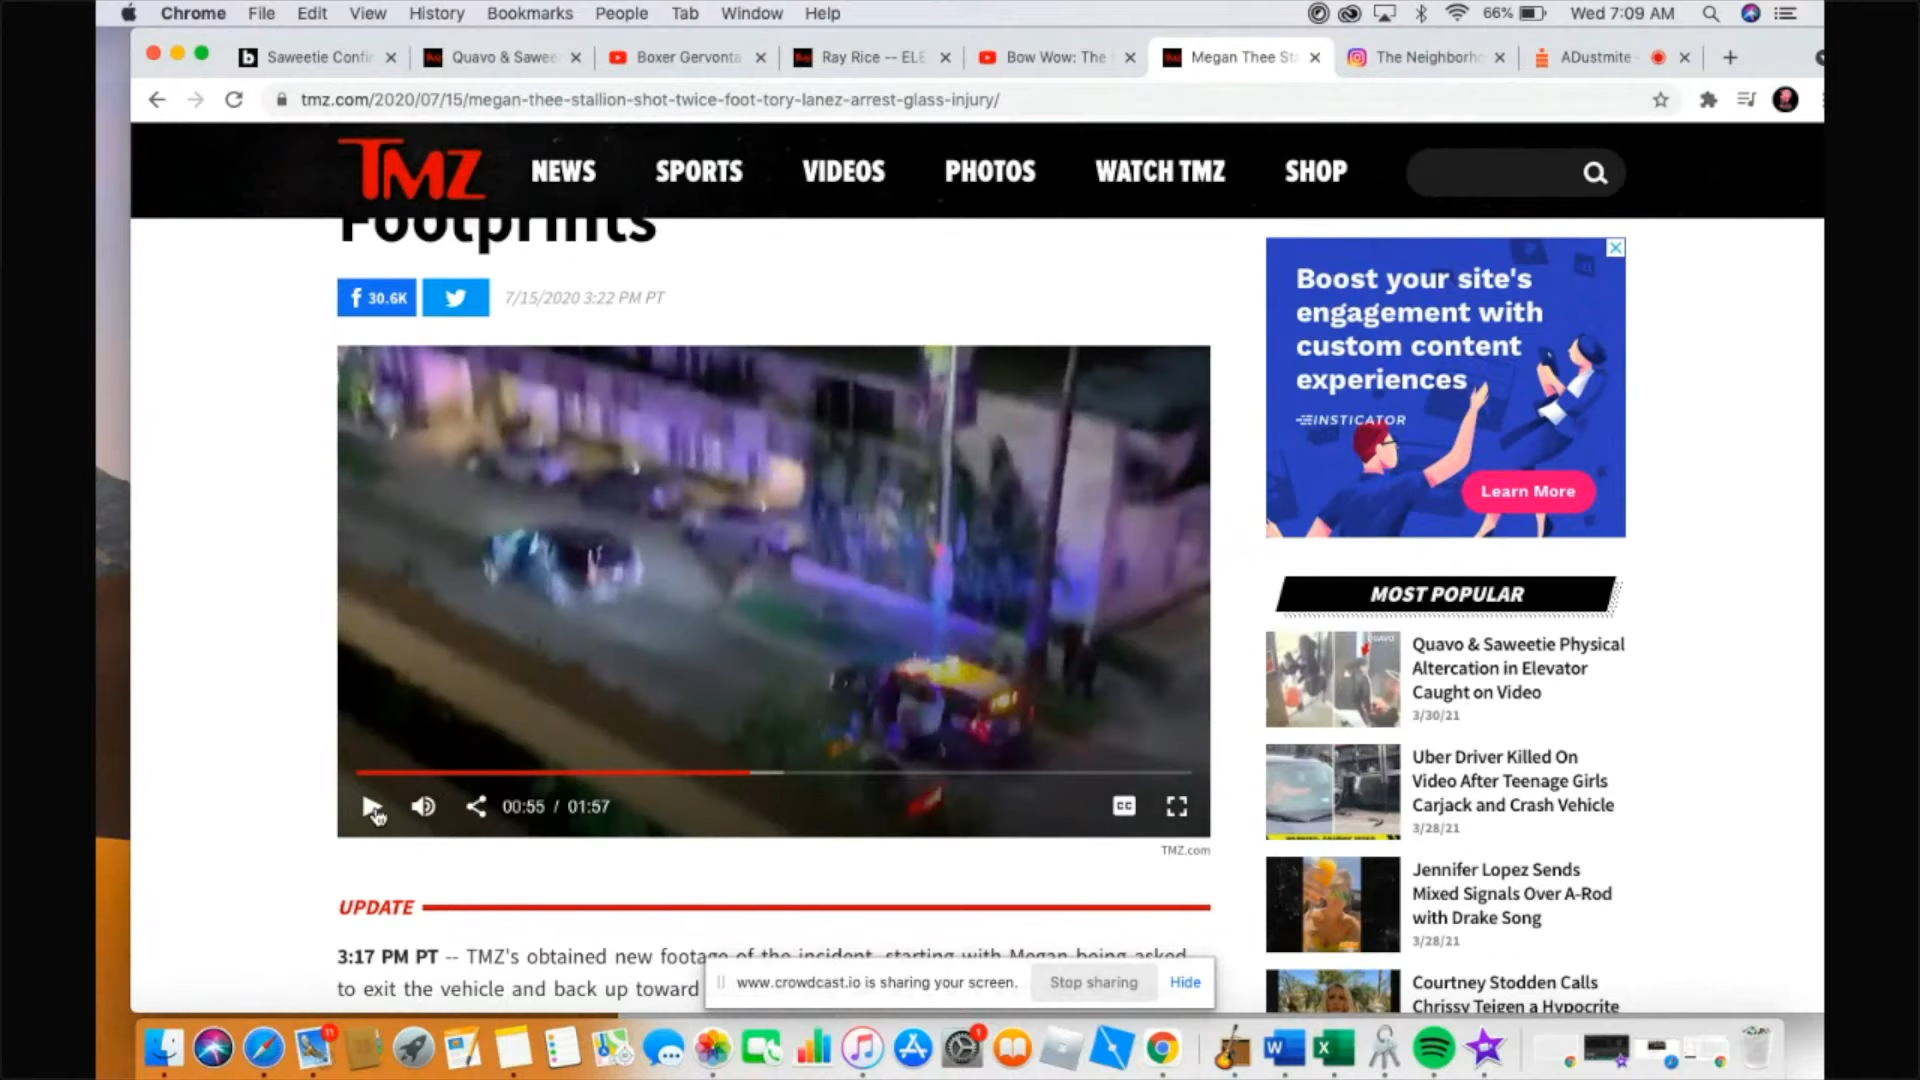 Chrome File Edit View History Bookmarks People Tab Window Help 66% Wed 7:09 AM
Saweetie Confir Quavo & Sawee Boxer Gervonta Ray Rice -- ELE Bow Wow: The Megan Thee Sta The Neighborh ADustmite
tmz.com/2020/07/15/megan-thee-stallion-shot-twice-foot-tory-lanez-arrest-glass-injury/
TMZ NEWS SPORTS VIDEOS PHOTOS WATCH TMZ SHOP
Footprints
30.6K 7/15/2020 3:22 PM PT
00:55 / 01:57 CC
TMZ.com
UPDATE
3:17 PM PT -- TMZ's obtained new footage of the incident, starting with Megan being asked
to exit the vehicle and back up toward
Boost your site's
engagement with
custom content
experiences
INSTICATOR
Learn More
MOST POPULAR
Quavo & Saweetie Physical
Altercation in Elevator
Caught on Video
3/30/21
Uber Driver Killed On
Video After Teenage Girls
Carjack and Crash Vehicle
3/28/21
Jennifer Lopez Sends
Mixed Signals Over A-Rod
with Drake Song
3/28/21
Courtney Stodden Calls
Chrissy Teigen a Hypocrite
www.crowdcast.io is sharing your screen. Stop sharing Hide
11
1
W
X